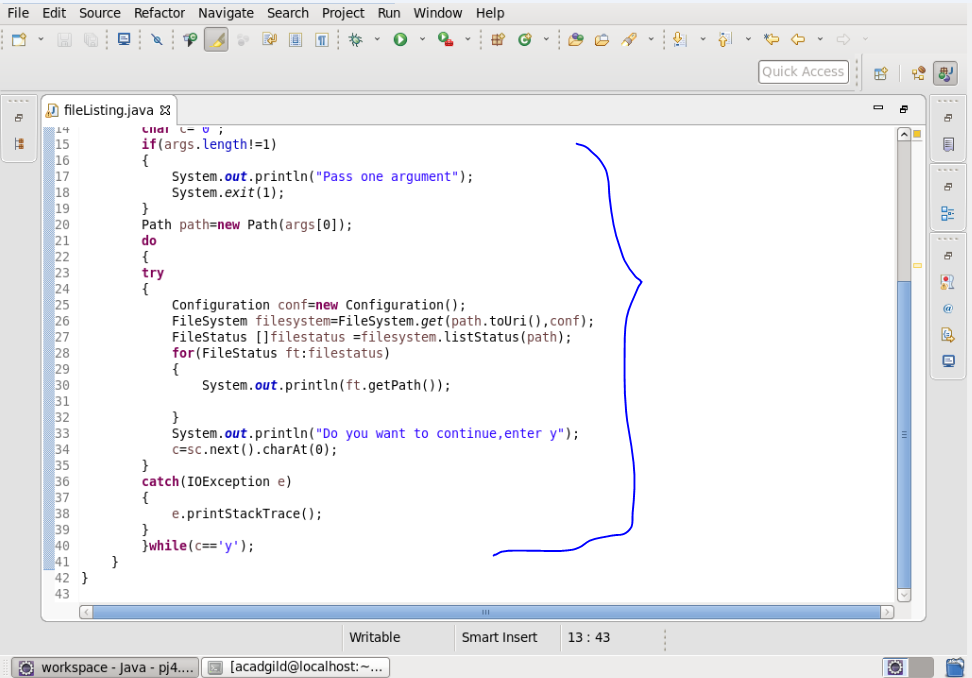 File Edit Source Refactor Navigate Search Project Run Window Help
Quick Access
fileListing.java
14 char c='0';
15 if(args.length!=1)
16 {
17 System.out.println("Pass one argument");
18 System.exit(1);
19 }
20 Path path=new Path(args[0]);
21 do
22 {
23 try
24 {
25 Configuration conf=new Configuration();
26 FileSystem filesystem=FileSystem.get(path.toUri(),conf);
27 FileStatus []filestatus =filesystem.listStatus(path);
28 for(FileStatus ft:filestatus)
29 {
30 System.out.println(ft.getPath());
31
32 }
33 System.out.println("Do you want to continue,enter y");
34 c=sc.next().charAt(0);
35 }
36 catch(IOException e)
37 {
38 e.printStackTrace();
39 }
40 }while(c=='y');
41 }
42 }
43
Writable Smart Insert 13 : 43
workspace - Java - pj4.... [acadgild@localhost:~...